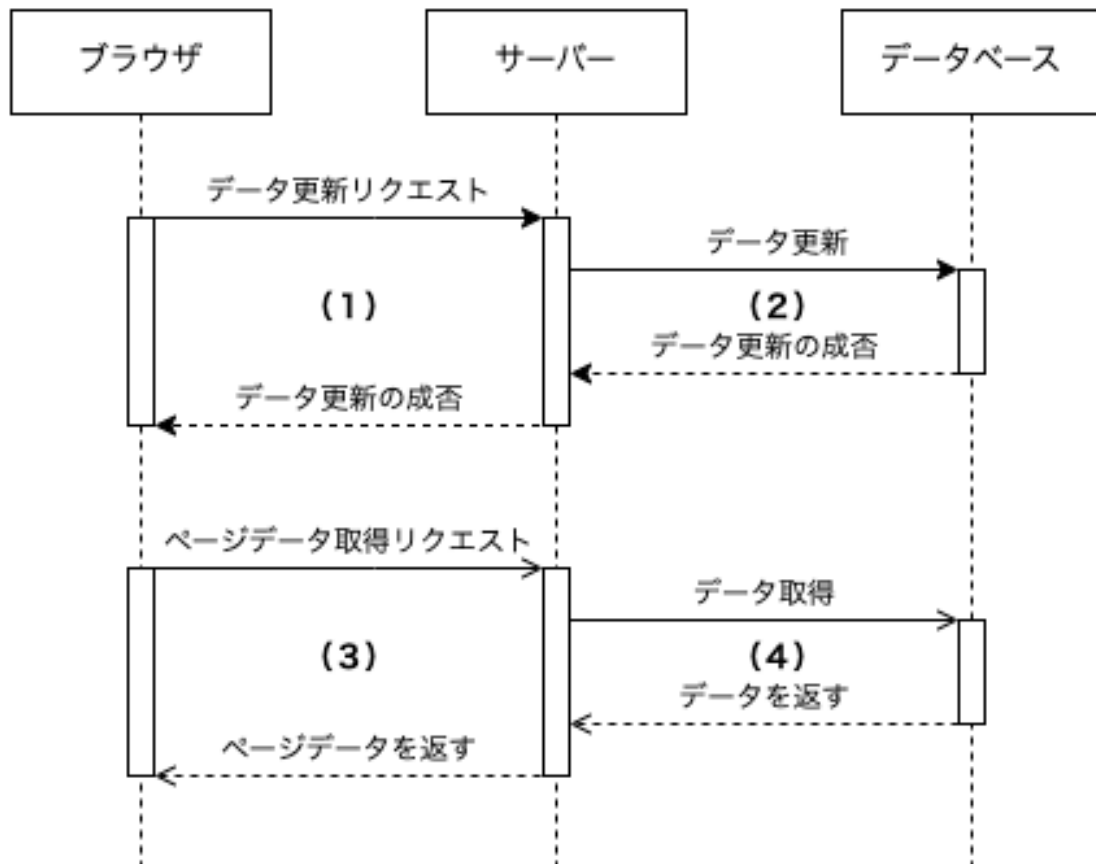 ブラウザ
サーバー
データベース
データ更新リクエスト
データ更新
(1)
(2)
データ更新の成否
データ更新の成否
ページデータ取得リクエスト
データ取得
(3)
(4)
データを返す
ページデータを返す